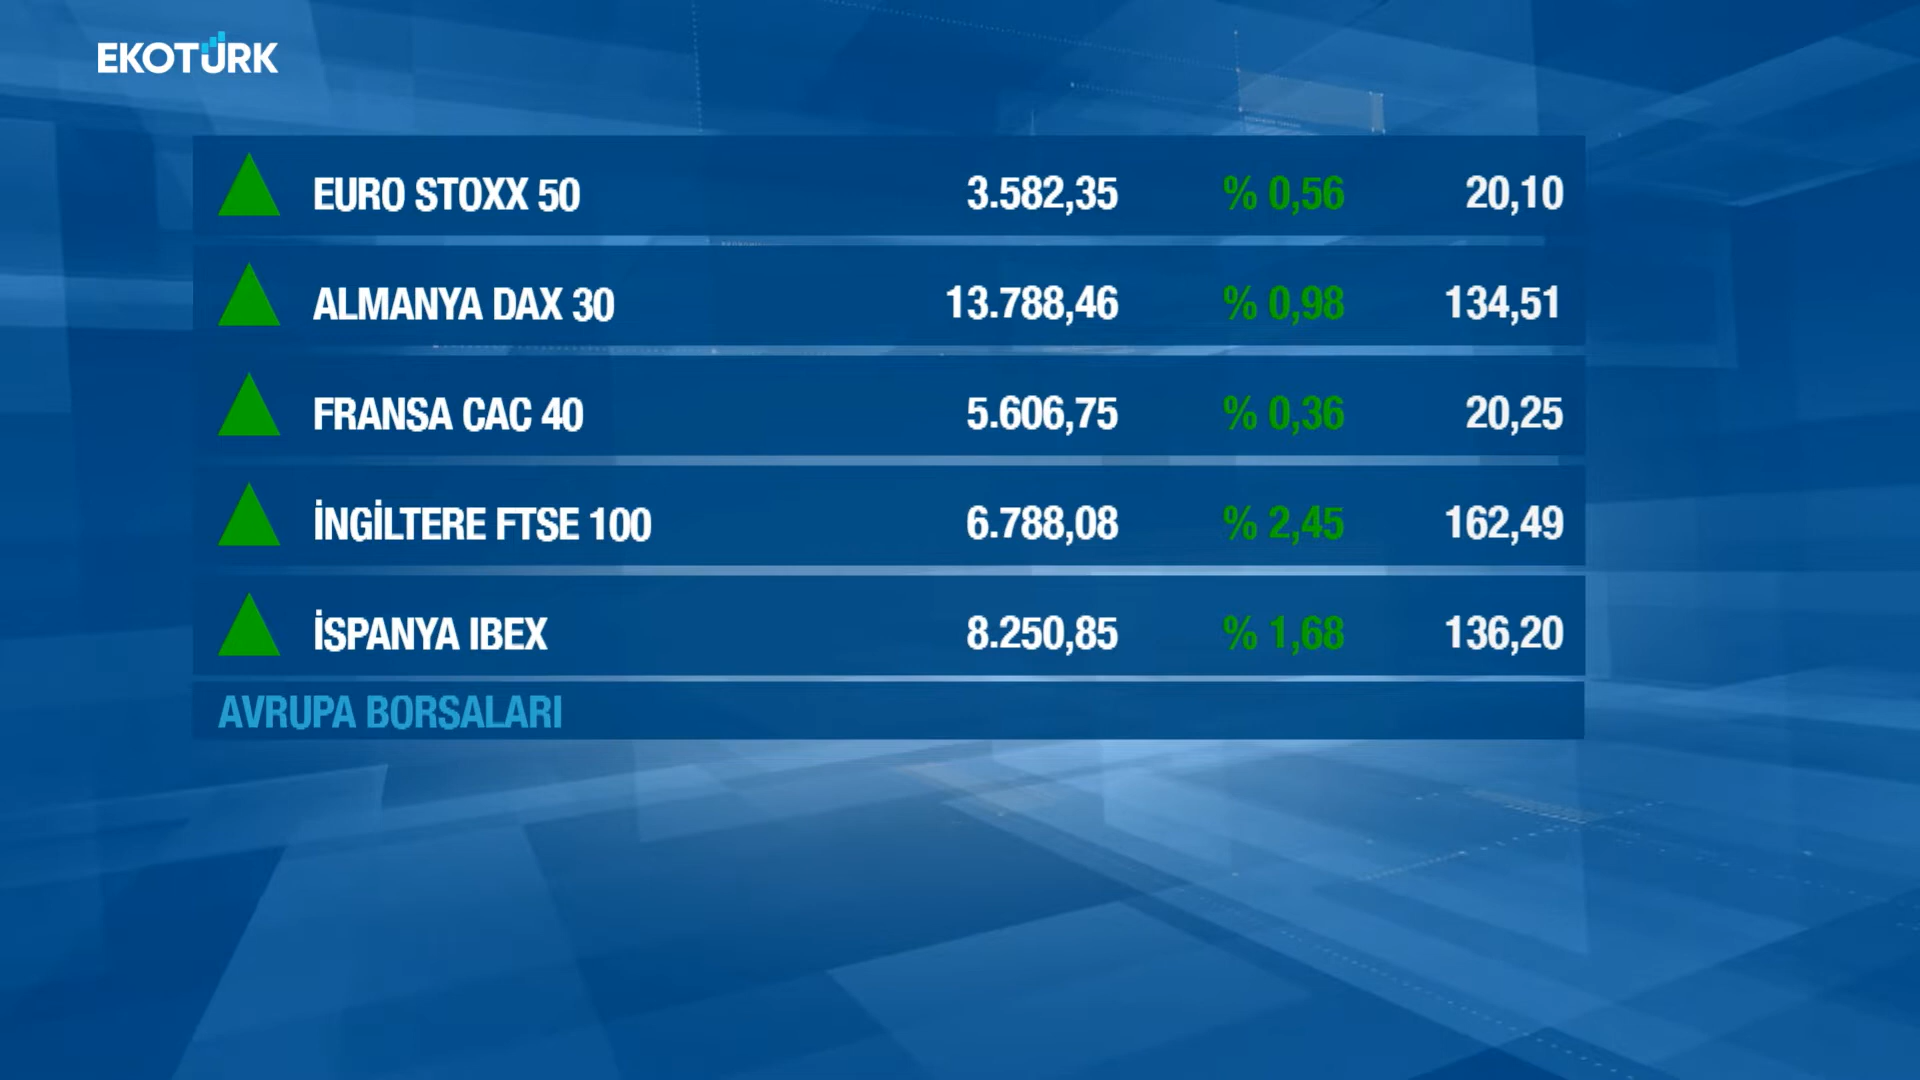 EKOTÜRK
EURO STOXX 50 3.582,35 % 0,56 20,10
ALMANYA DAX 30 13.788,46 % 0,98 134,51
FRANSA CAC 40 5.606,75 % 0,36 20,25
İNGİLTERE FTSE 100 6.788,08 % 2,45 162,49
İSPANYA IBEX 8.250,85 % 1,68 136,20
AVRUPA BORSALARI